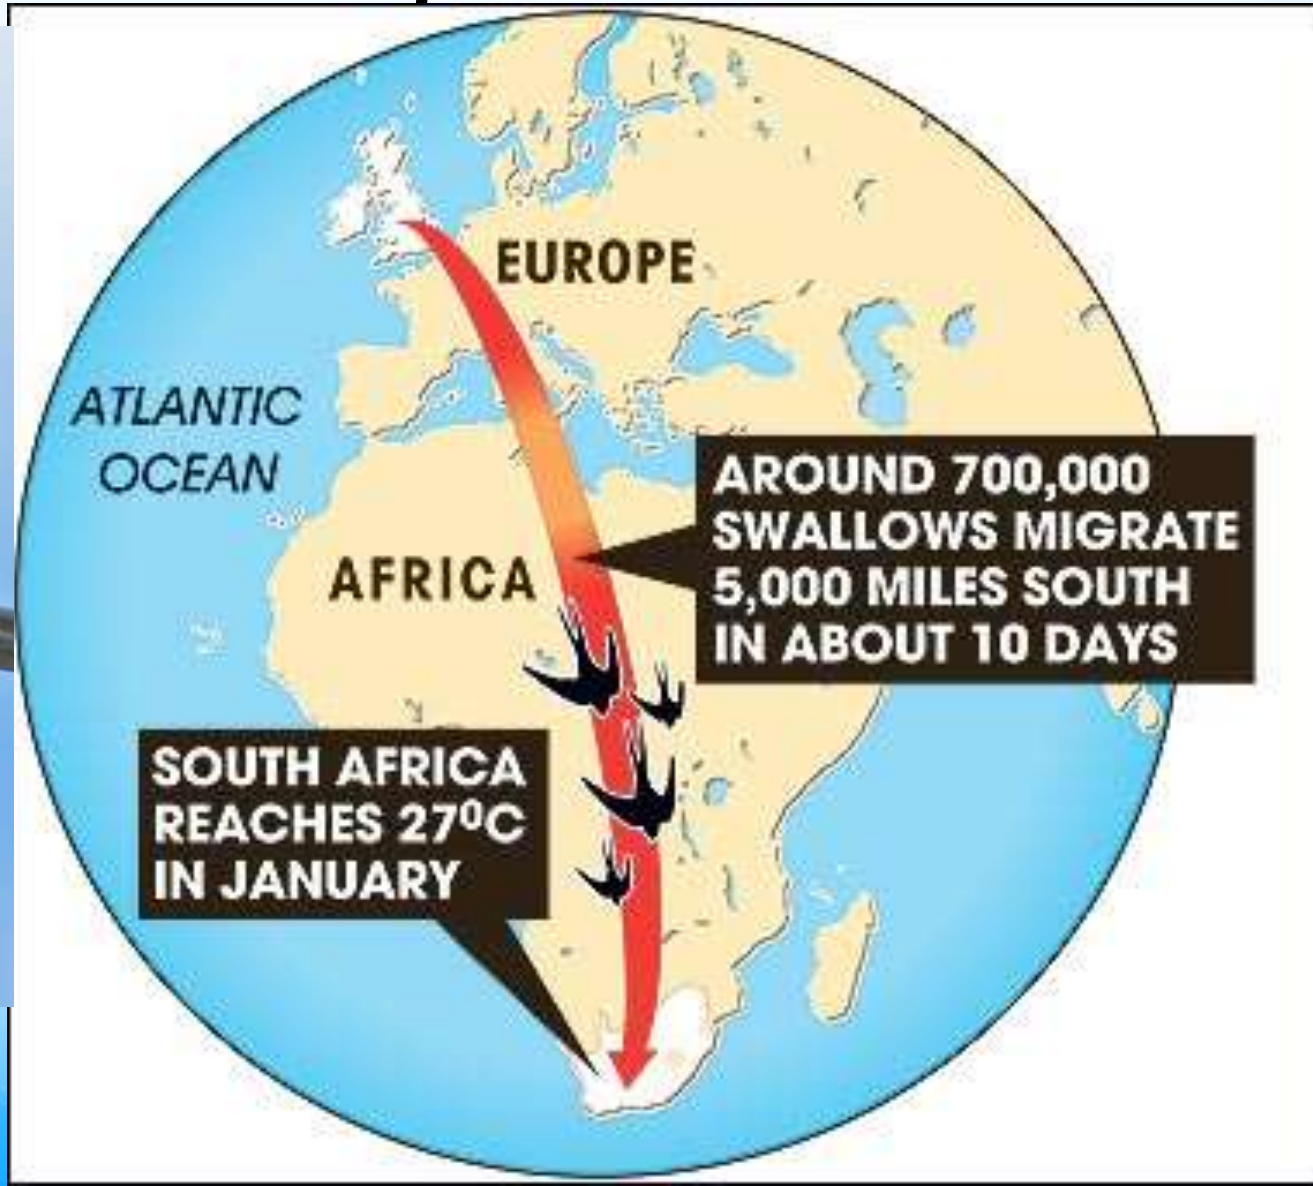 EUROPE
ATLANTIC
OCEAN
AROUND 700,000
SWALLOWS MIGRATE
5,000 MILES SOUTH
IN ABOUT 10 DAYS
AFRICA
SOUTH AFRICA
REACHES 27⁰C
IN JANUARY